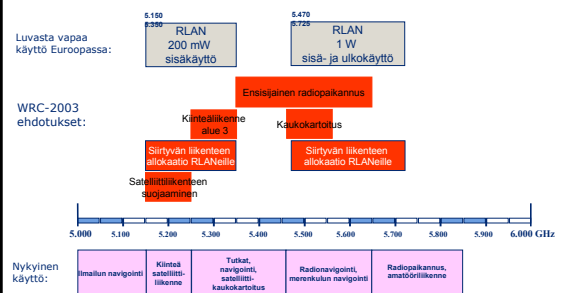 Luvasta vapaa
käyttö Euroopassa:
5.150
5.350
RLAN
200 mW
sisäkäyttö
5.470
5.725
RLAN
1 W
sisä- ja ulkokäyttö
WRC-2003
ehdotukset:
Ensisijainen radiopaikannus
Kiinteäliikenne
alue 3
Kaukokartoitus
Siirtyvän liikenteen
allokaatio RLANeille
Siirtyvän liikenteen
allokaatio RLANeille
Satelliittiliikenteen
suojaaminen
5.000
5.100
5.200
5.300
5.400
5.500
5.600
5.700
5.800
5.900
6.000 GHz
Nykyinen
käyttö:
Ilmailun navigointi
Kiinteä
satelliitti-
liikenne
Tutkat,
navigointi,
satelliitti-
kaukokartoitus
Radionavigointi,
merenkulun navigointi
Radiopaikannus,
amatööriliikenne